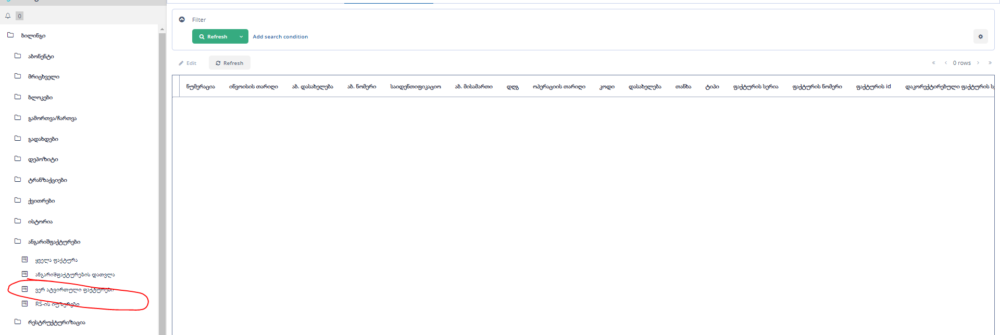 0
ბილინგი
აბონენტი
მრიცხველი
ბლოკები
გამორთვა/ჩართვა
გადახდები
დეპოზიტი
ტრანზაქციები
ქვითრები
ისტორია
ანგარიშფაქტურები
ყველა ფაქტურა
ანგარიშფაქტურების დათვლა
ვერ ატვირთული ფაქტურები
RS-ის იუზერები
რესტრუქტურიზაცია
Filter
Refresh Add search condition
Edit Refresh 0 rows
ნუმერაცია ინვოისის თარიღი აბ. დასახელება აბ. ნომერი საიდენთიფიკაციო აბ. მისამართი დღგ ოპერაციის თარიღი კოდი დასახელება თანხა ტიპი ფაქტურის სერია ფაქტურის ნომერი ფაქტურის id დაკორექტირებული ფაქტურის